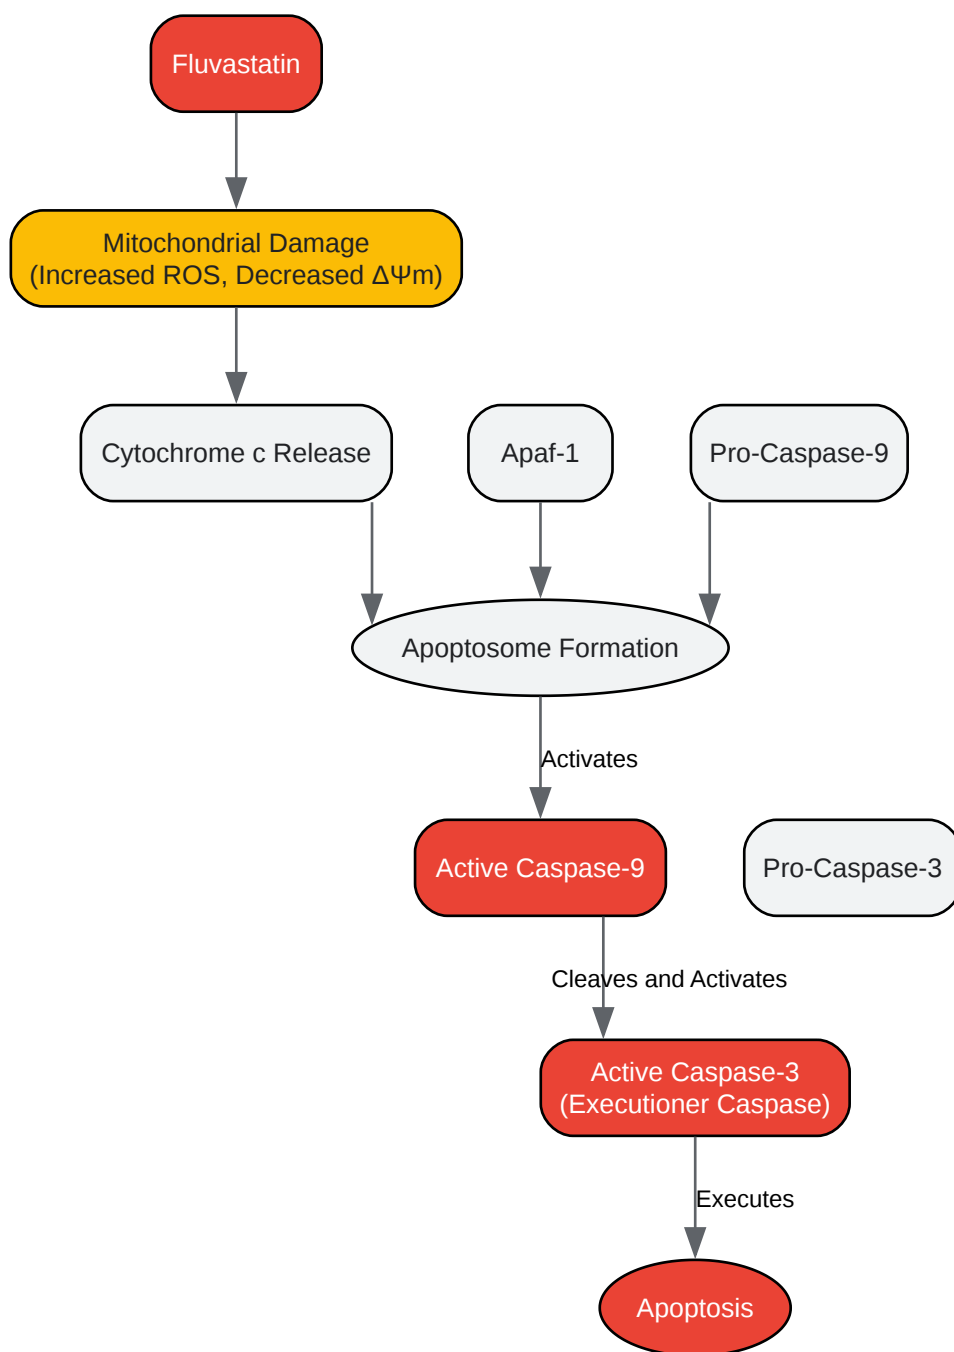 Fluvastatin
Mitochondrial Damage
(Increased ROS, Decreased ΔΨm)
Cytochrome c Release
Apaf-1
Pro-Caspase-9
Apoptosome Formation
Activates
Active Caspase-9
Pro-Caspase-3
Cleaves and Activates
Active Caspase-3
(Executioner Caspase)
Executes
Apoptosis